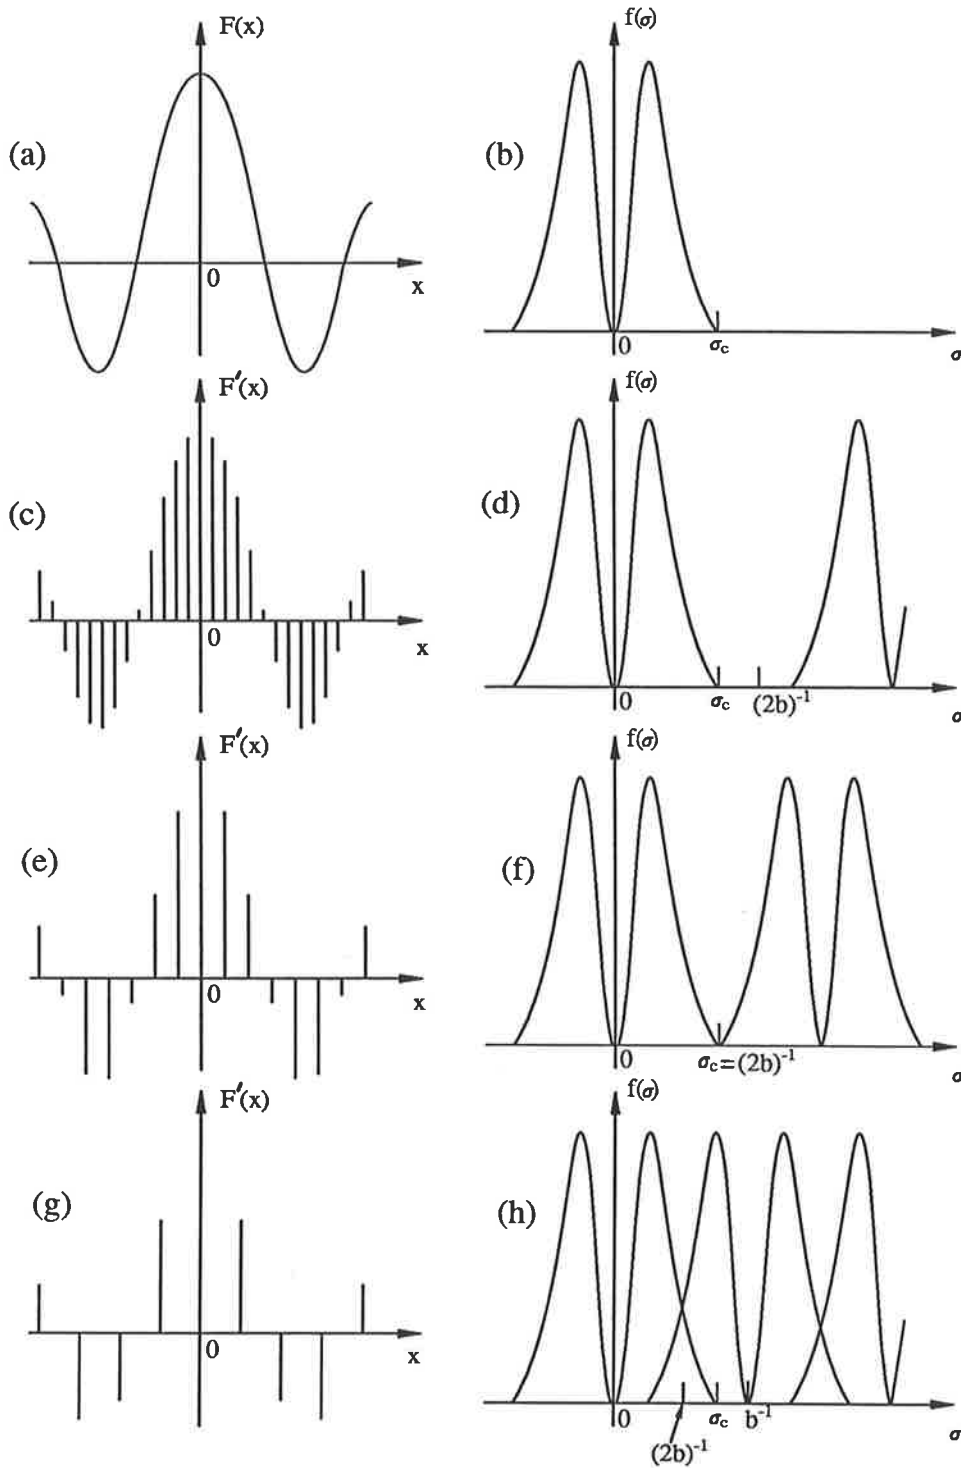 F(x)
f(σ)
(a)
(b)
0
x
0
σc
σ
F′(x)
f(σ)
(c)
(d)
0
x
0
σc
(2b)⁻¹
σ
F′(x)
f(σ)
(e)
(f)
0
x
0
σc=(2b)⁻¹
σ
F′(x)
f(σ)
(g)
(h)
0
x
0
σc
b⁻¹
(2b)⁻¹
σ